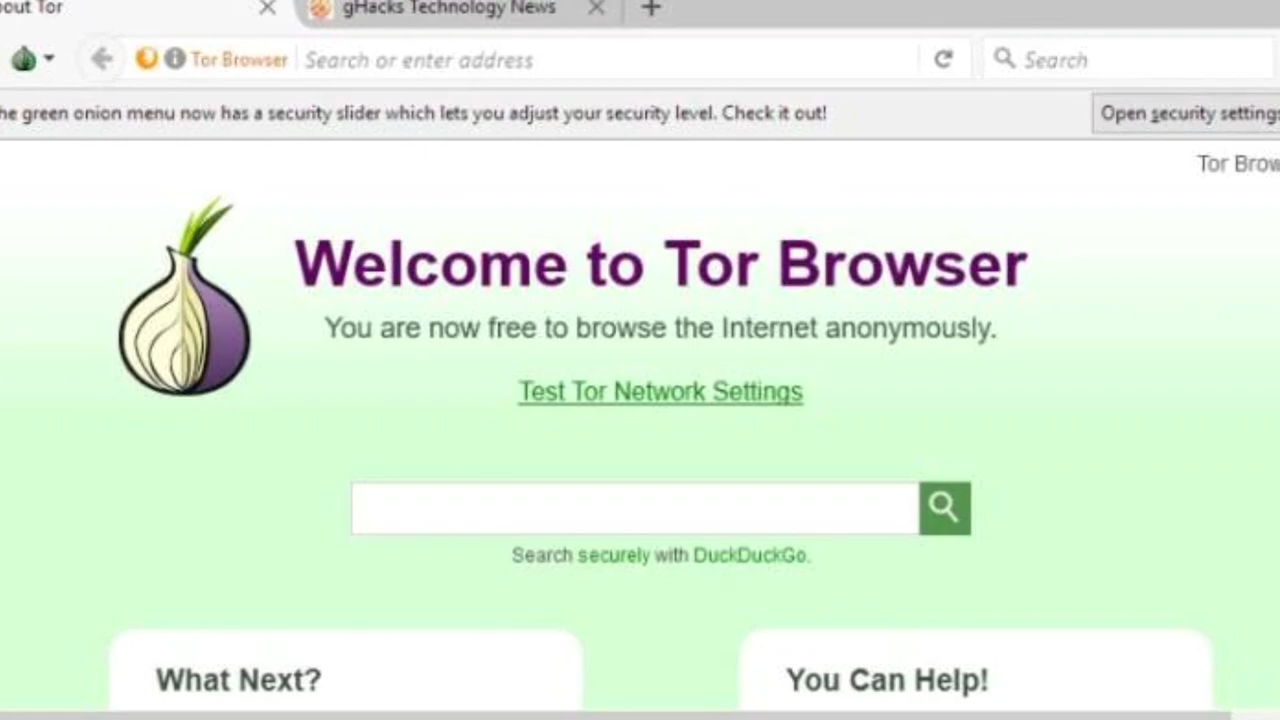 out Tor
gHacks Technology News
Tor Browser Search or enter address
Search
he green onion menu now has a security slider which lets you adjust your security level. Check it out!
Open security settings
Tor Brow
Welcome to Tor Browser
You are now free to browse the Internet anonymously.
Test Tor Network Settings
Search securely with DuckDuckGo.
What Next?
You Can Help!